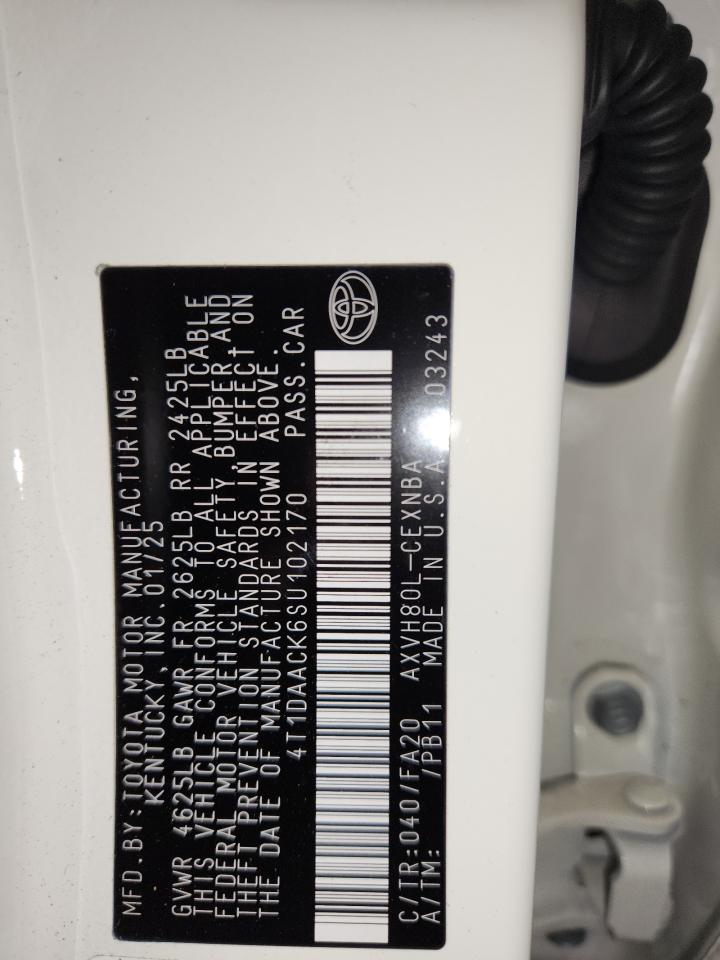 MFD.BY:TOYOTA MOTOR MANUFACTURING,
KENTUCKY, INC.01/25
GVWR 4625LB GAWR FR 2625LB RR 2425LB
THIS VEHICLE CONFORMS TO ALL APPLICABLE
FEDERAL MOTOR VEHICLE SAFETY,BUMPER,AND
THEFT PREVENTION STANDARDS IN EFFECT ON
THE DATE OF MANUFACTURE SHOWN ABOVE.
4T1DAACK6SU102170 PASS.CAR
C/TR:040/FA20 AXVH80L-CEXNBA
A/TM: /PB11 MADE IN U.S.A 03243